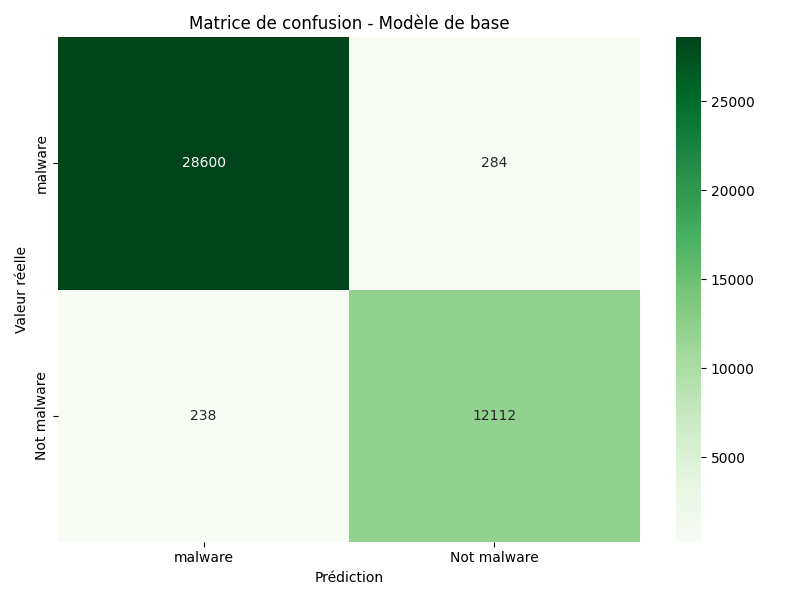 Matrice de confusion - Modèle de base
malware
28600
284
Valeur réelle
Not malware
238
12112
malware
Not malware
Prédiction
25000
20000
15000
10000
5000